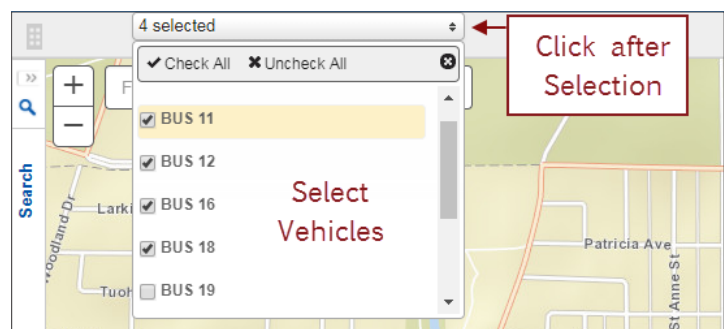 4 selected
Click after
Selection
Check All Uncheck All
F
BUS 11
BUS 12
BUS 16
BUS 18
BUS 19
Select
Vehicles
Search
Woodland Dr
Larki
Tuoh
Patricia Ave
St Anne St